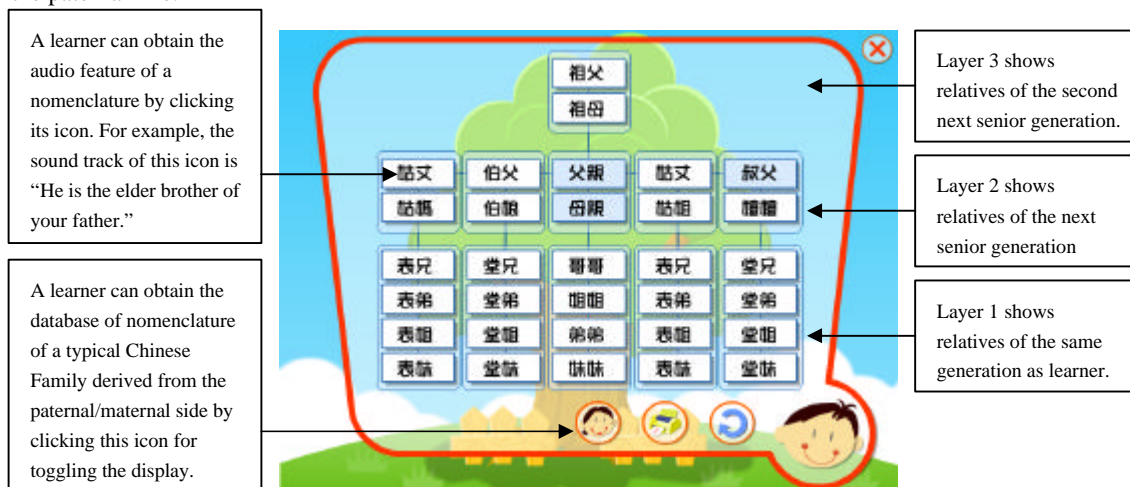 A learner can obtain the
audio feature of a
nomenclature by clicking
its icon. For example, the
sound track of this icon is
“He is the elder brother of
your father.”
A learner can obtain the
database of nomenclature
of a typical Chinese
Family derived from the
paternal/maternal side by
clicking this icon for
toggling the display.
祖父
祖母
姑丈 伯父 父親 姑丈 叔父
姑媽 伯娘 母親 姑姐 嬸嬸
表兄 堂兄 哥哥 表兄 堂兄
表弟 堂弟 姐姐 表弟 堂弟
表姐 堂姐 弟弟 表姐 堂姐
表妹 堂妹 妹妹 表妹 堂妹
Layer 3 shows
relatives of the second
next senior generation.
Layer 2 shows
relatives of the next
senior generation
Layer 1 shows
relatives of the same
generation as learner.